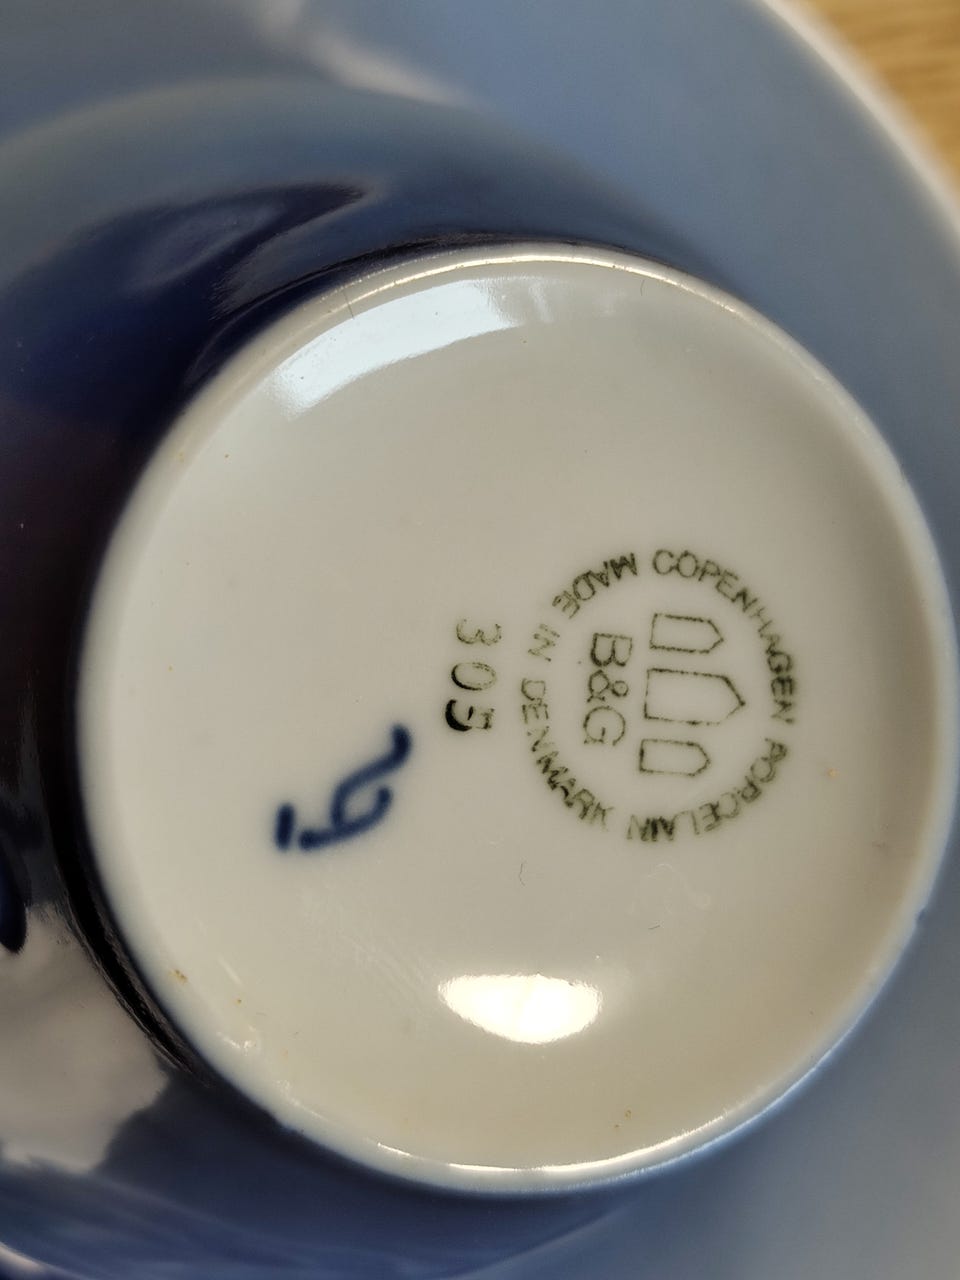 COPENHAGEN PORCELAIN
B&G
MADE IN DENMARK
305